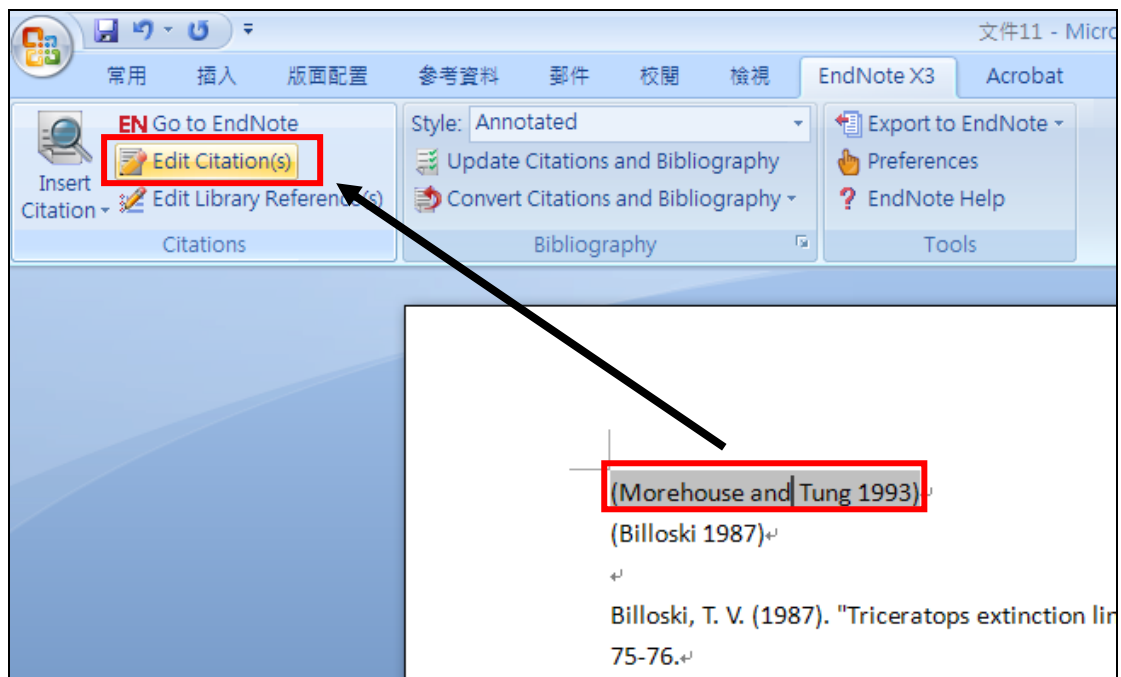 文件11 - Micro
常用 插入 版面配置 參考資料 郵件 校閱 檢視 EndNote X3 Acrobat
EN Go to EndNote
Edit Citation(s)
Edit Library Reference(s)
Insert
Citation
Citations
Style: Annotated
Update Citations and Bibliography
Convert Citations and Bibliography
Bibliography
Export to EndNote
Preferences
? EndNote Help
Tools
(Morehouse and Tung 1993)
(Billoski 1987)
Billoski, T. V. (1987). "Triceratops extinction lin
75-76.